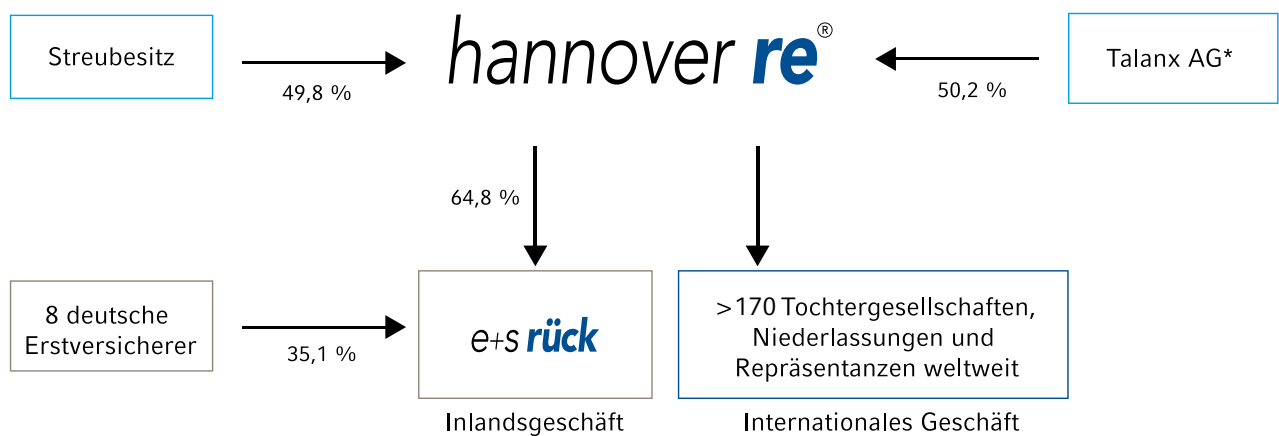 Streubesitz
49,8 %
hannover re®
50,2 %
Talanx AG*
64,8 %
8 deutsche
Erstversicherer
35,1 %
e+s rück
Inlandsgeschäft
>170 Tochtergesellschaften,
Niederlassungen und
Repräsentanzen weltweit
Internationales Geschäft